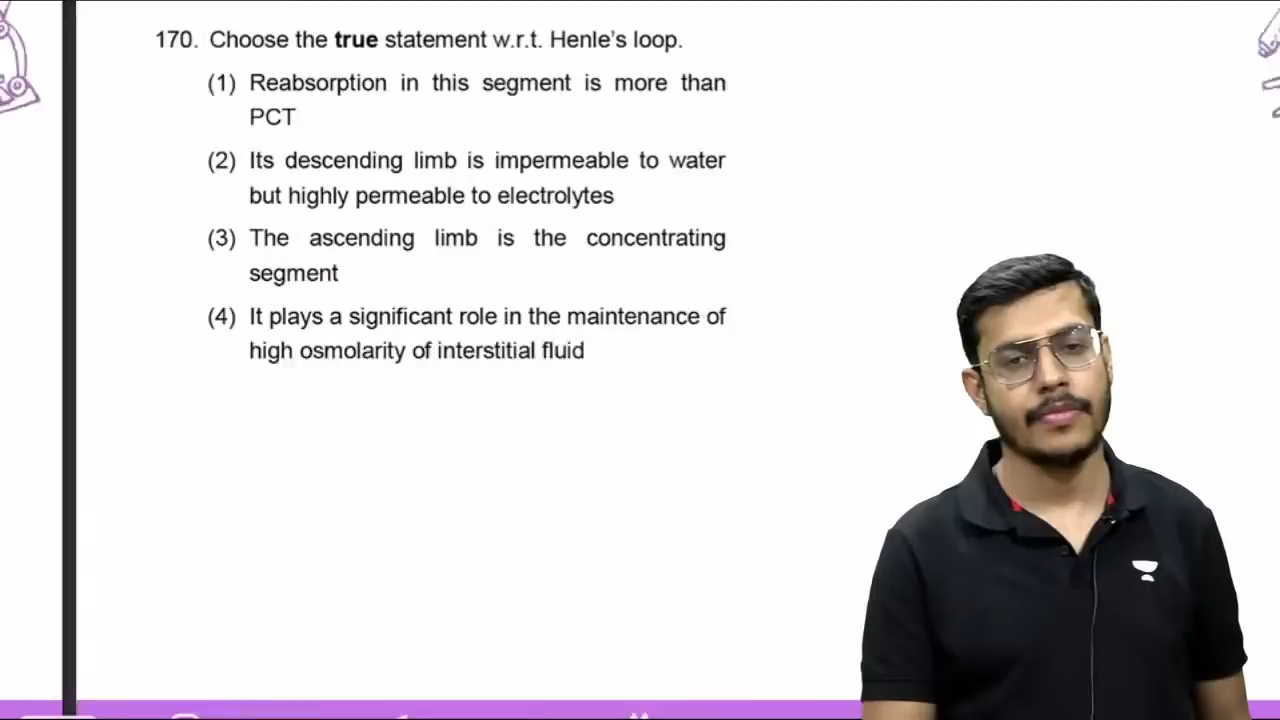 170. Choose the true statement w.r.t. Henle's loop.
(1) Reabsorption in this segment is more than
PCT
(2) Its descending limb is impermeable to water
but highly permeable to electrolytes
(3) The ascending limb is the concentrating
segment
(4) It plays a significant role in the maintenance of
high osmolarity of interstitial fluid